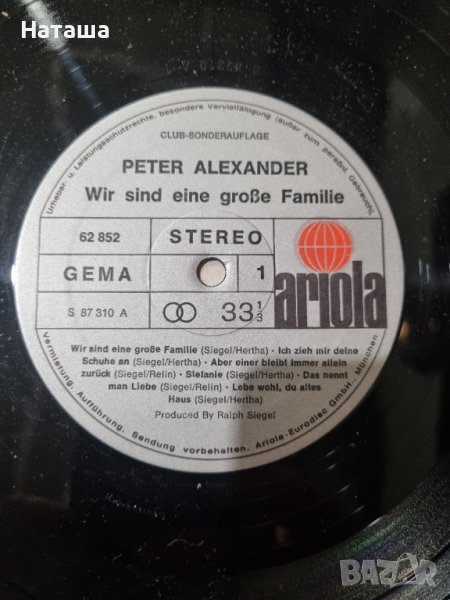 Наташа
Urheber- u. Leistungsschutzrechte, besonders Vervielfältigung (außer zum persönl. Gebrauch),
CLUB-SONDERAUFLAGE
PETER ALEXANDER
Wir sind eine große Familie
62 852
STEREO
GEMA
1
S 87 310 A
33 1/3
ariola
Wir sind eine große Familie (Siegel/Hertha) · Ich zieh mir deine
Schuhe an (Siegel/Hertha) · Aber einer bleibt immer allein
zurück (Siegel/Relin) · Stefanie (Siegel/Hertha) · Das nennt
man Liebe (Siegel/Relin) · Lebe wohl, du altes
Haus (Siegel/Hertha)
Produced By Ralph Siegel
Vermietung, Aufführung, Sendung vorbehalten. Ariola-Eurodisc GmbH., München
BAZAR